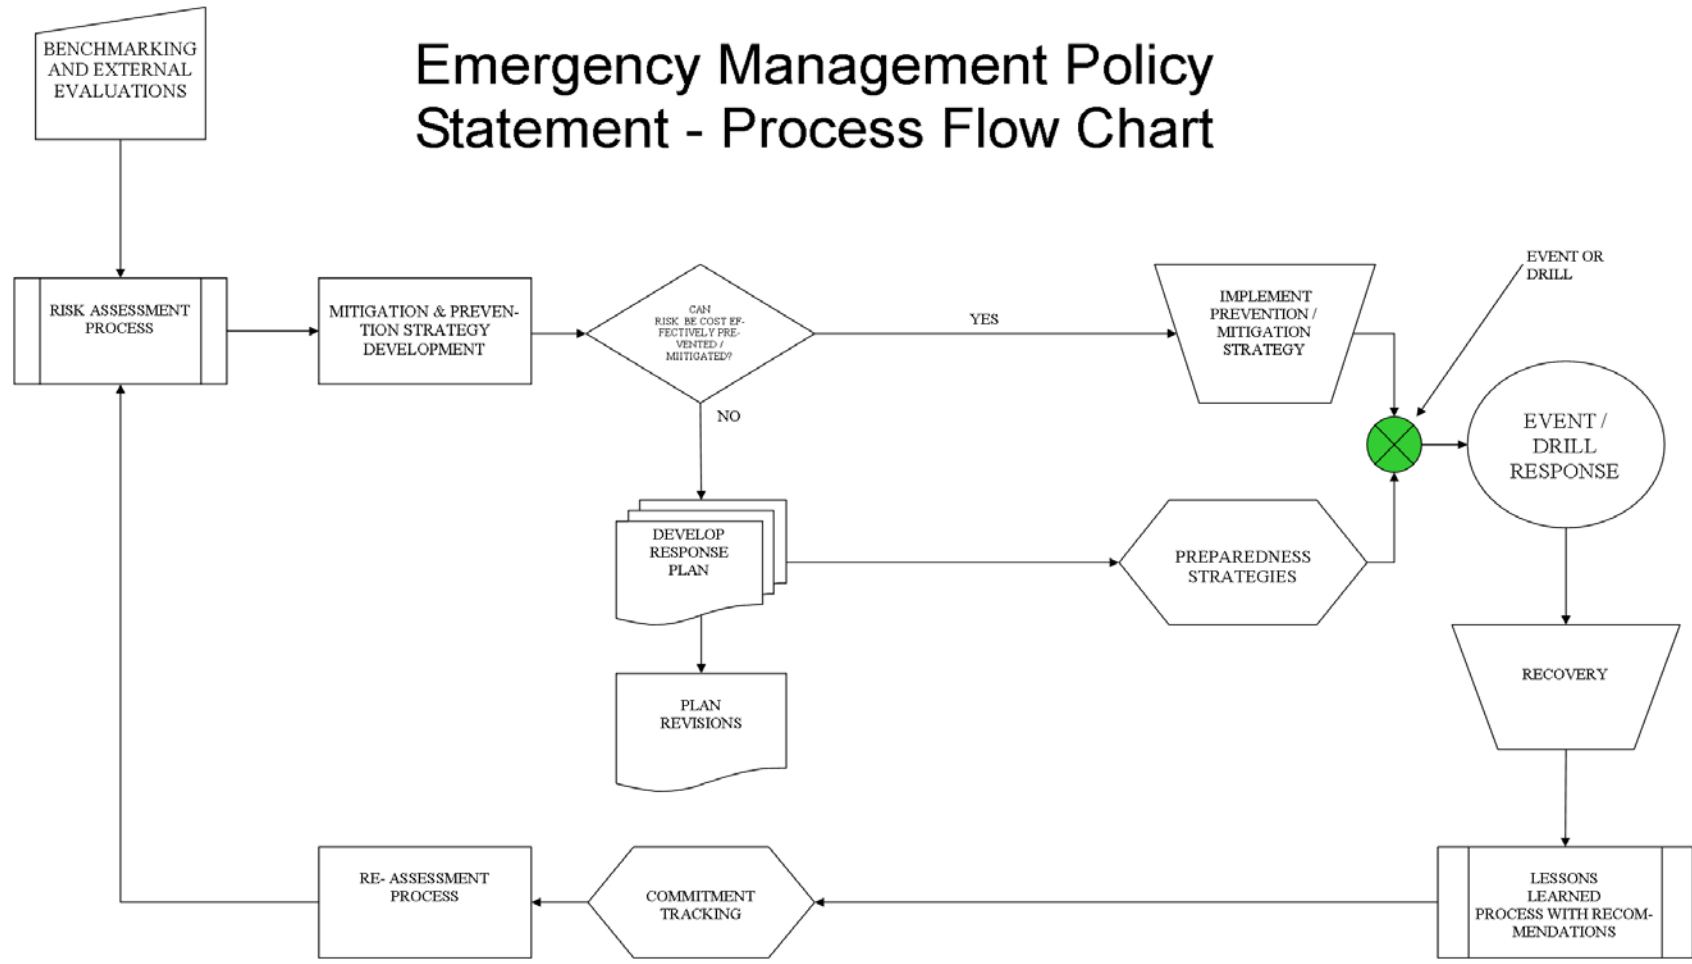 BENCHMARKING
AND EXTERNAL
EVALUATIONS
Emergency Management Policy
Statement - Process Flow Chart
RISK ASSESSMENT
PROCESS
MITIGATION & PREVEN-
TION STRATEGY
DEVELOPMENT
CAN
RISK BE COST EF-
FECTIVELY PRE-
VENTED /
MIITIGATED?
YES
NO
IMPLEMENT
PREVENTION /
MITIGATION
STRATEGY
EVENT OR
DRILL
EVENT /
DRILL
RESPONSE
DEVELOP
RESPONSE
PLAN
PREPAREDNESS
STRATEGIES
PLAN
REVISIONS
RECOVERY
RE- ASSESSMENT
PROCESS
COMMITMENT
TRACKING
LESSONS
LEARNED
PROCESS WITH RECOM-
MENDATIONS